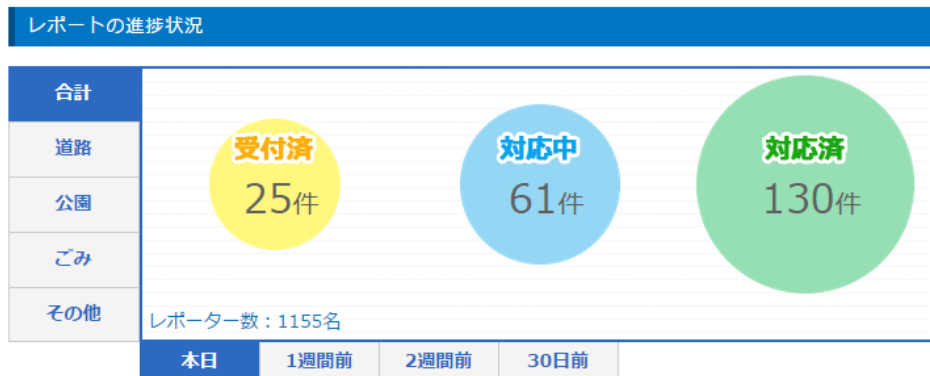 レポートの進捗状況
合計
道路
公園
ごみ
その他
受付済
25件
対応中
61件
対応済
130件
レポーター数：1155名
本日
1週間前
2週間前
30日前